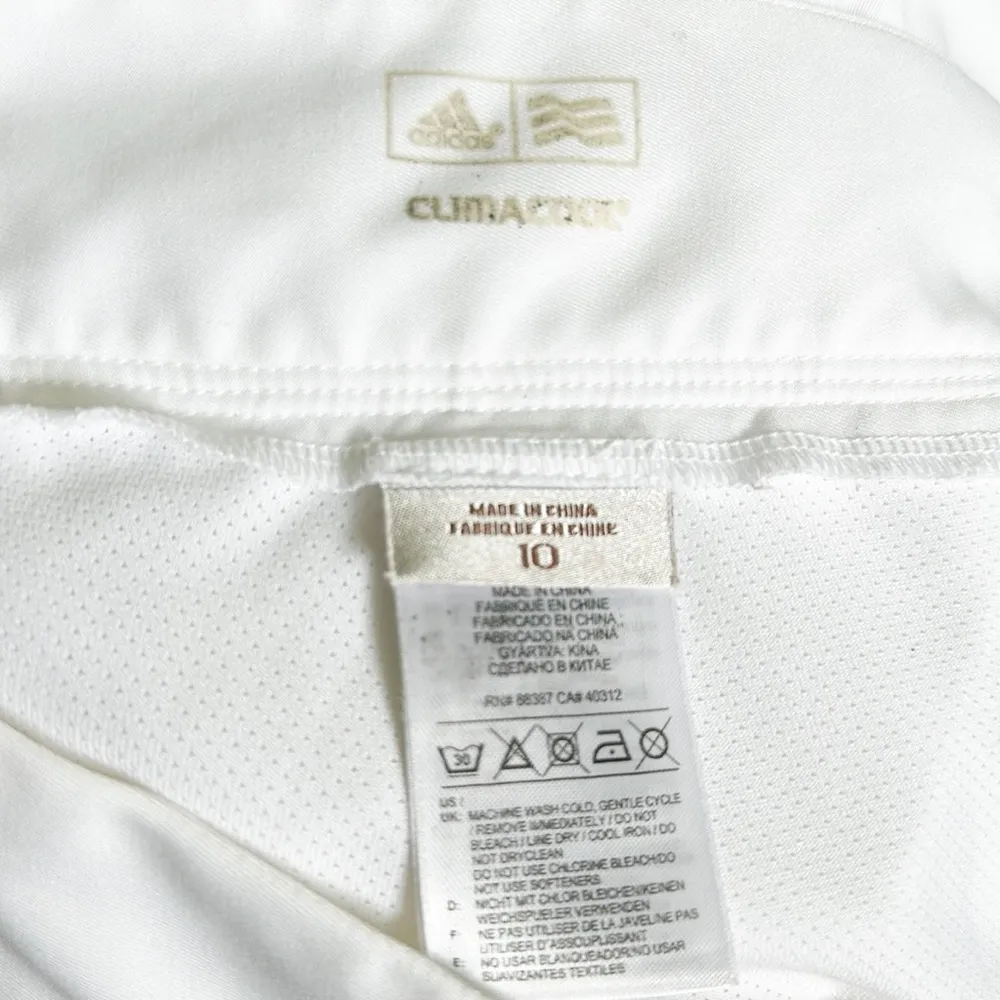 adidas
CLIMACOOL®
MADE IN CHINA
FABRIQUE EN CHINE
10
MADE IN CHINA
FABRIQUE EN CHINE
FABRICADO EN CHINA
FABRICADO NA CHINA
GYÁRTVA: KINA
СДЕЛАНО В КИТАЕ
RN# 88387 CA# 40312
30
US /
UK: MACHINE WASH COLD, GENTLE CYCLE
/ REMOVE IMMEDIATELY / DO NOT
BLEACH / LINE DRY / COOL IRON / DO
NOT DRYCLEAN
DO NOT USE CHLORINE BLEACH/DO
NOT USE SOFTENERS
D: NICHT MIT CHLOR BLEICHEN/KEINEN
WEICHSPUELER VERWENDEN
F: NE PAS UTILISER DE LA JAVEL/NE PAS
UTILISER D'ASSOUPLISSANT
E: NO USAR BLANQUEADOR/NO USAR
SUAVIZANTES TEXTILES